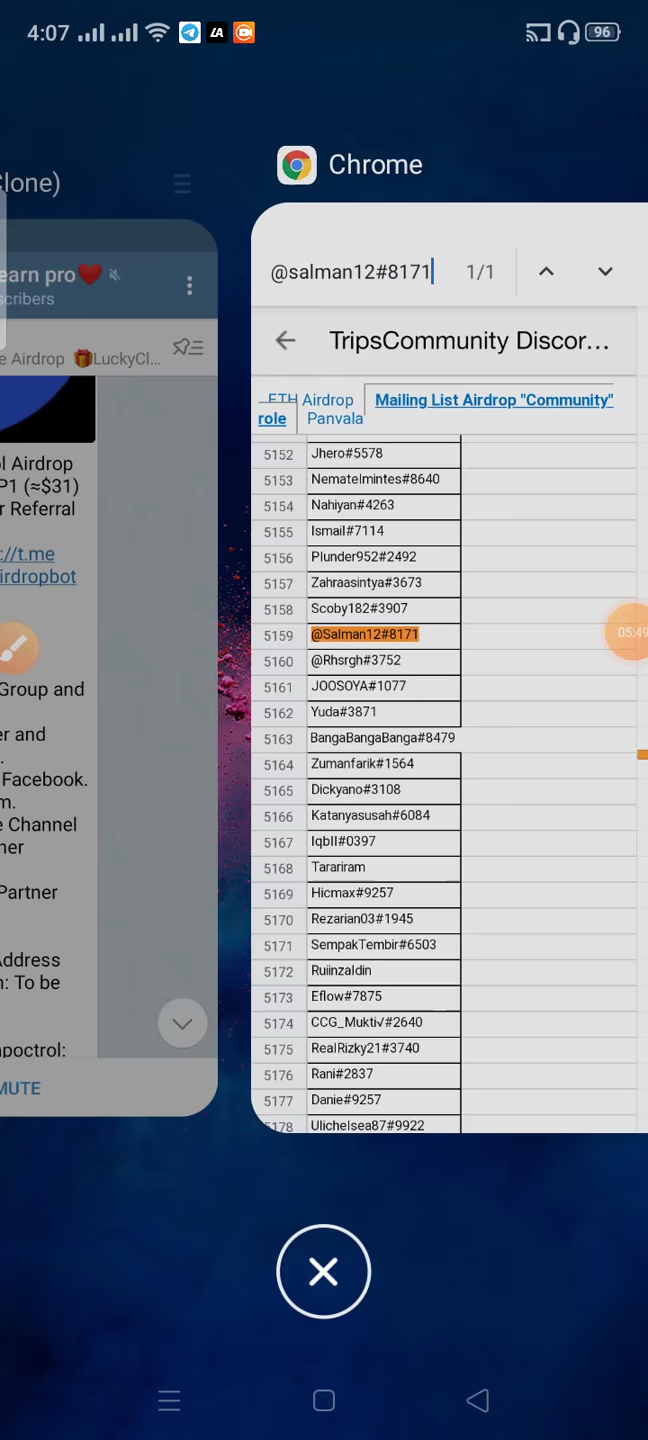 4:07
LA
96
Clone)
Chrome
earn pro❤️
scribers
e Airdrop 🎁LuckyCl...
ol Airdrop
P1 (≈$31)
r Referral
://t.me
irdropbot
Group and
er and
.
Facebook.
m.
e Channel
ner
Partner
Address
n: To be
npoctrol:
MUTE
@salman12#8171 1/1
TripsCommunity Discor...
ETH Airdrop Mailing List Airdrop "Community"
role Panvala
5152 Jhero#5578
5153 Nematelmintes#8640
5154 Nahiyan#4263
5155 Ismail#7114
5156 Plunder952#2492
5157 Zahraasintya#3673
5158 Scoby182#3907
5159 @Salman12#8171
5160 @Rhsrgh#3752
5161 JOOSOYA#1077
5162 Yuda#3871
5163 BangaBangaBanga#8479
5164 Zumanfarik#1564
5165 Dickyano#3108
5166 Katanyasusah#6084
5167 Iqbll#0397
5168 Tarariram
5169 Hicmax#9257
5170 Rezarian03#1945
5171 SempakTembir#6503
5172 Ruiinzaldin
5173 Eflow#7875
5174 CCG_Mukti√#2640
5175 RealRizky21#3740
5176 Rani#2837
5177 Danie#9257
5178 Ulichelsea87#9922
05:49